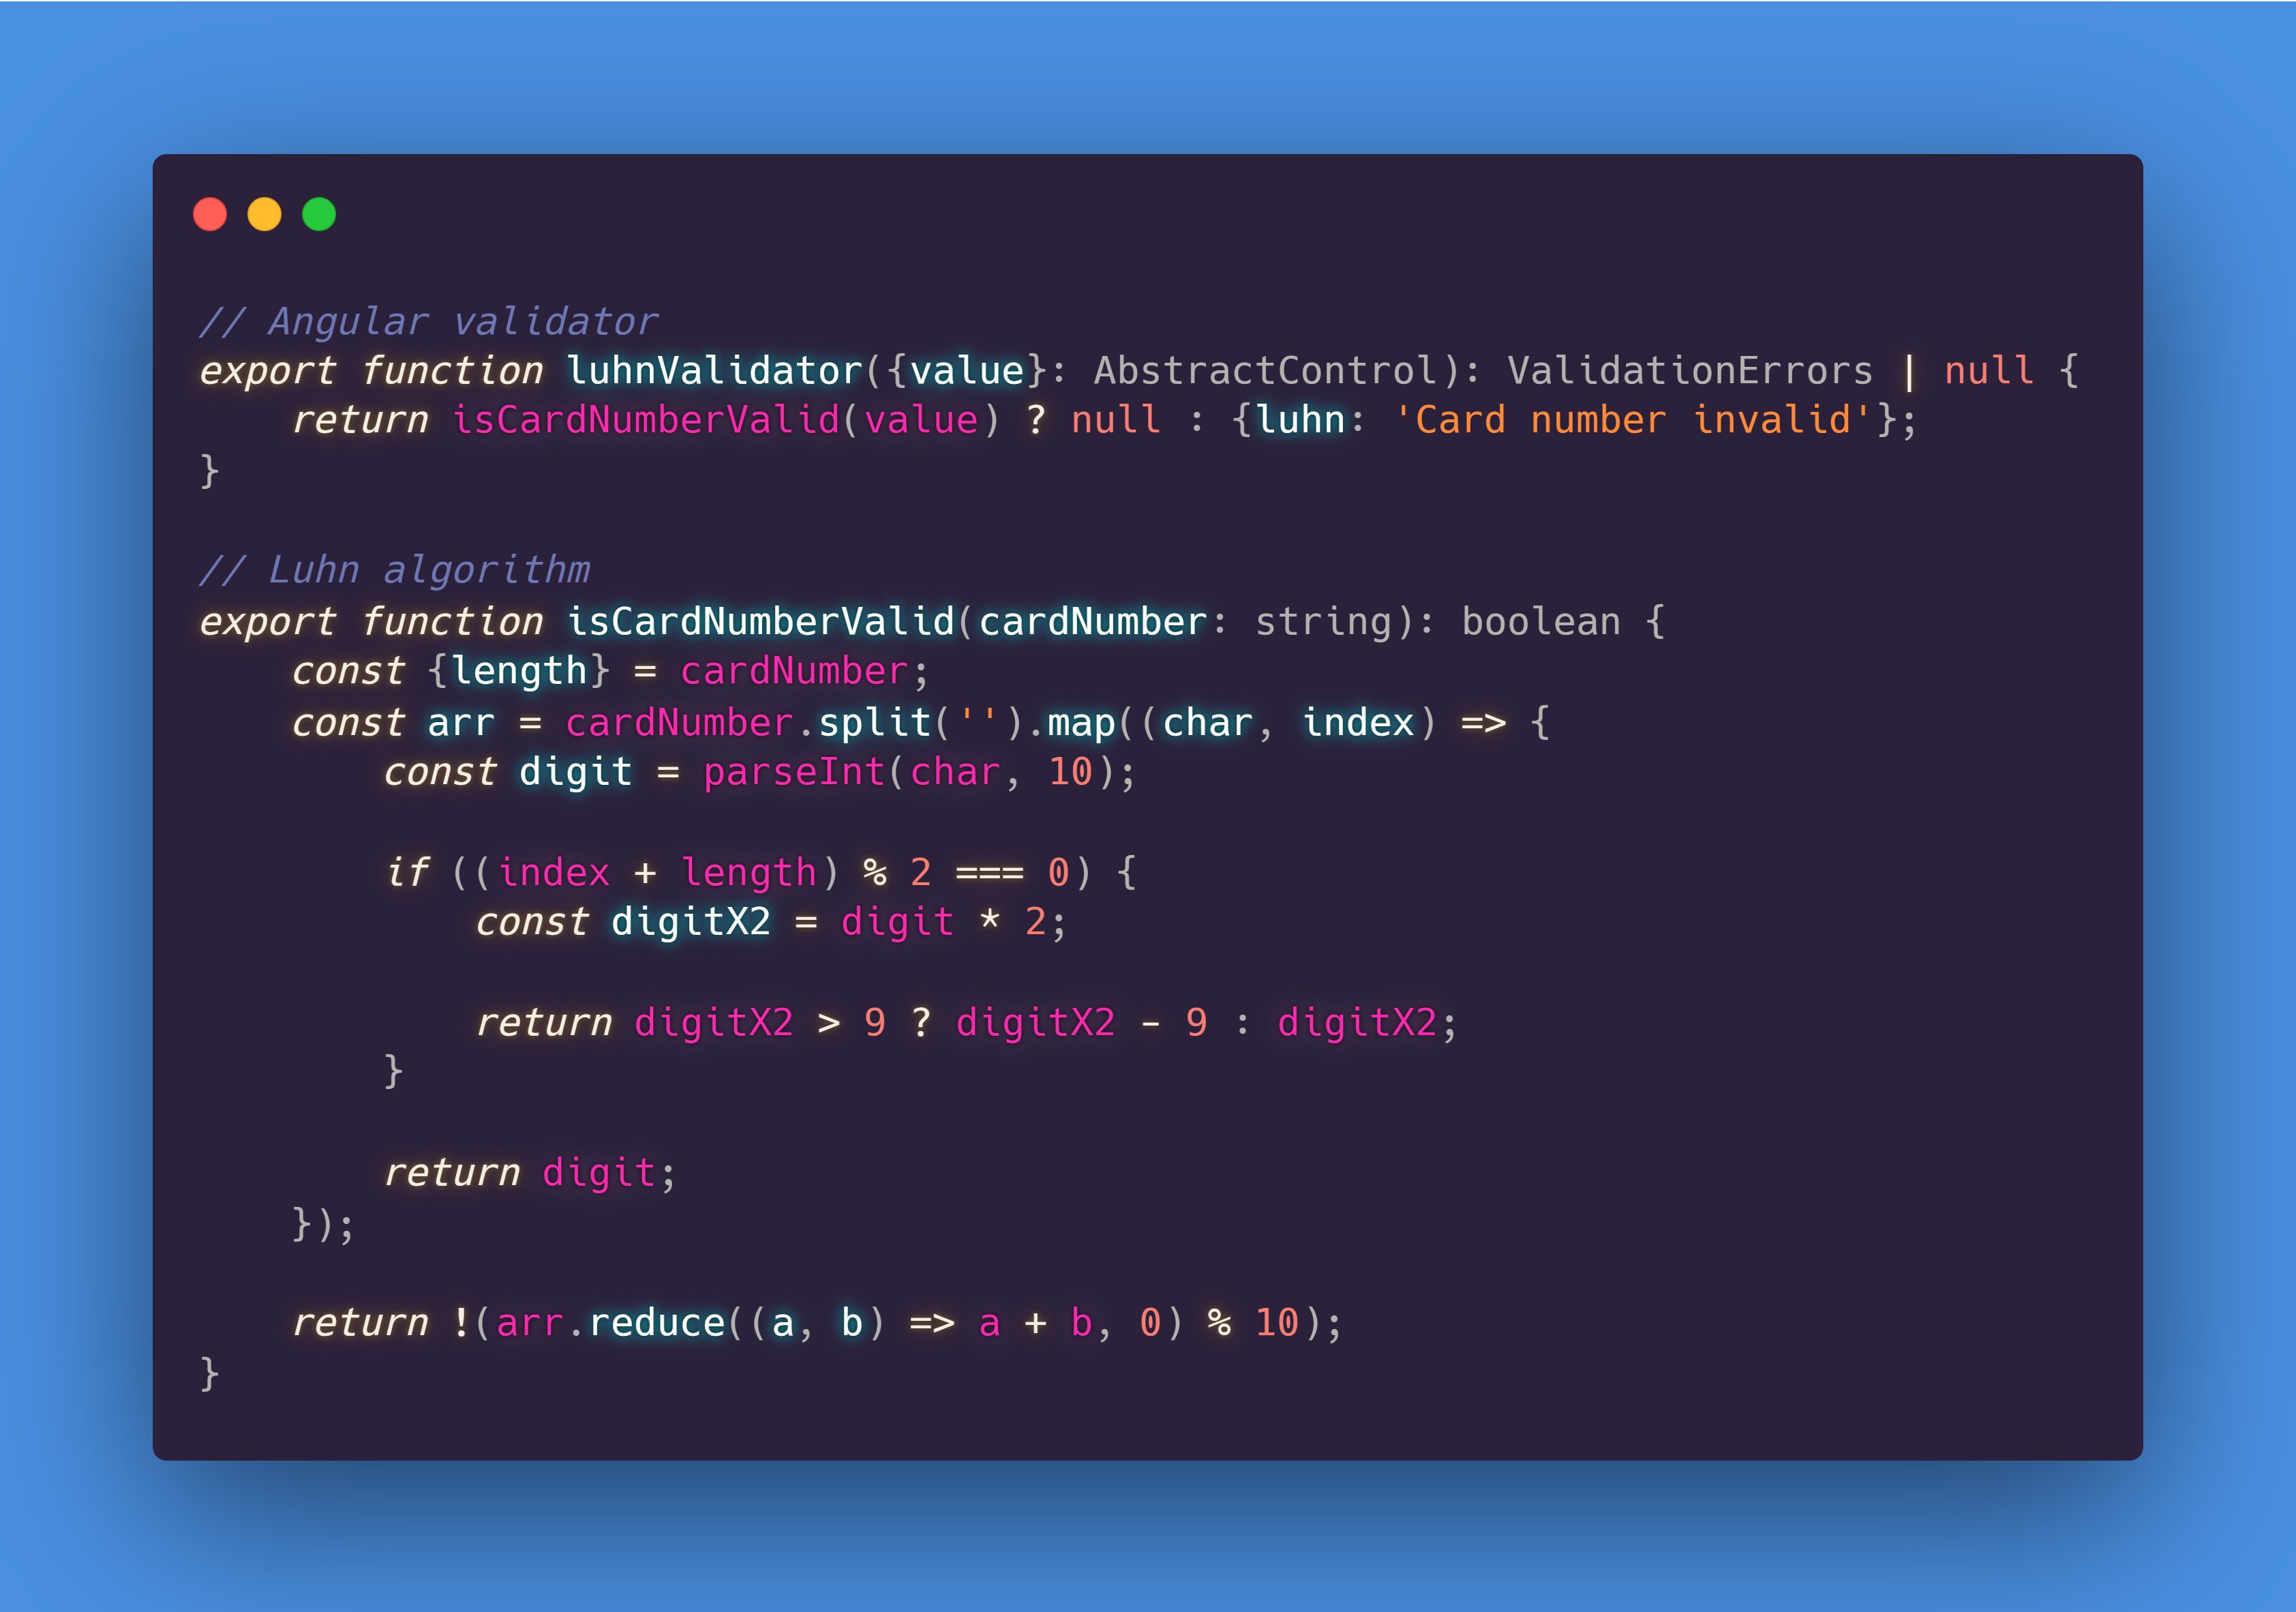 // Angular validator
export function luhnValidator({value}: AbstractControl): ValidationErrors | null {
    return isCardNumberValid(value) ? null : {luhn: 'Card number invalid'};
}

// Luhn algorithm
export function isCardNumberValid(cardNumber: string): boolean {
    const {length} = cardNumber;
    const arr = cardNumber.split('').map((char, index) => {
        const digit = parseInt(char, 10);

        if ((index + length) % 2 === 0) {
            const digitX2 = digit * 2;

            return digitX2 > 9 ? digitX2 - 9 : digitX2;
        }

        return digit;
    });

    return !(arr.reduce((a, b) => a + b, 0) % 10);
}